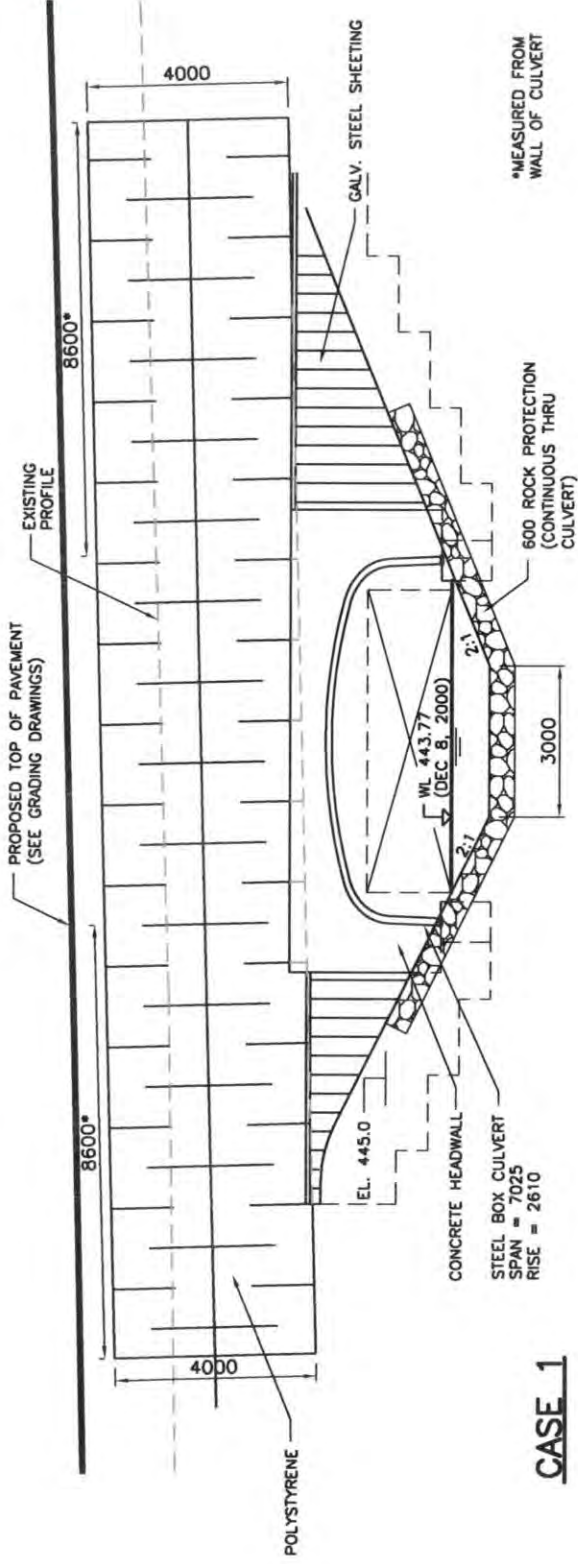 PROPOSED TOP OF PAVEMENT
(SEE GRADING DRAWINGS)
8600*
8600*
EXISTING
PROFILE
4000
4000
POLYSTYRENE
GALV. STEEL SHEETING
EL. 445.0
WL 443.77
(DEC 8, 2000)
2:1
2:1
3000
CONCRETE HEADWALL
STEEL BOX CULVERT
SPAN = 7025
RISE = 2610
600 ROCK PROTECTION
(CONTINUOUS THRU
CULVERT)
*MEASURED FROM
WALL OF CULVERT
CASE 1